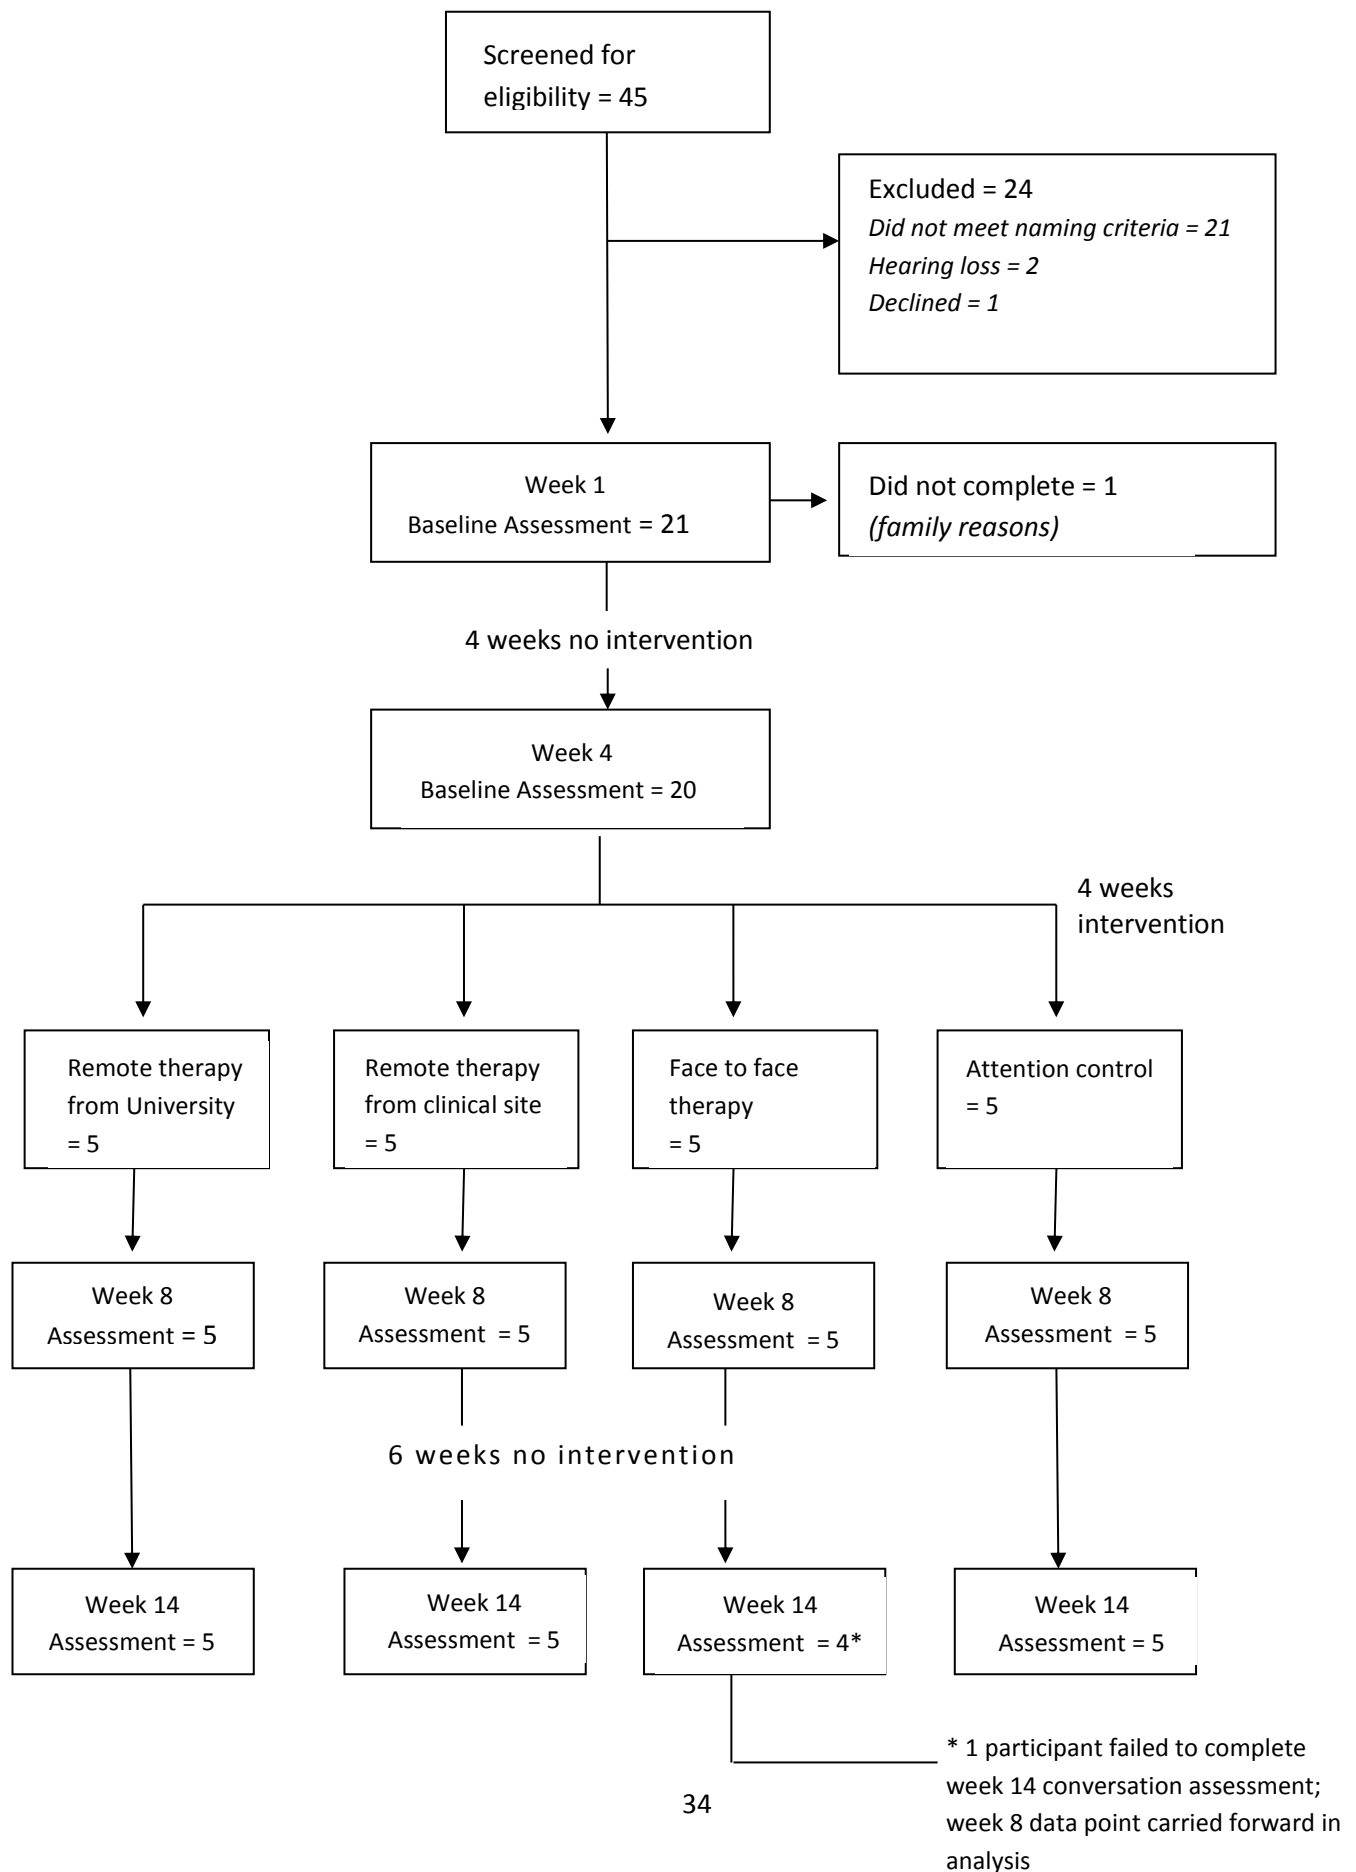 Screened for
eligibility = 45
Excluded = 24
Did not meet naming criteria = 21
Hearing loss = 2
Declined = 1
Week 1
Baseline Assessment = 21
Did not complete = 1
(family reasons)
4 weeks no intervention
Week 4
Baseline Assessment = 20
4 weeks
intervention
Remote therapy
from University
= 5
Remote therapy
from clinical site
= 5
Face to face
therapy
= 5
Attention control
= 5
Week 8
Assessment = 5
Week 8
Assessment = 5
Week 8
Assessment = 5
Week 8
Assessment = 5
6 weeks no intervention
Week 14
Assessment = 5
Week 14
Assessment = 5
Week 14
Assessment = 4*
Week 14
Assessment = 5
* 1 participant failed to complete
week 14 conversation assessment;
week 8 data point carried forward in
analysis
34